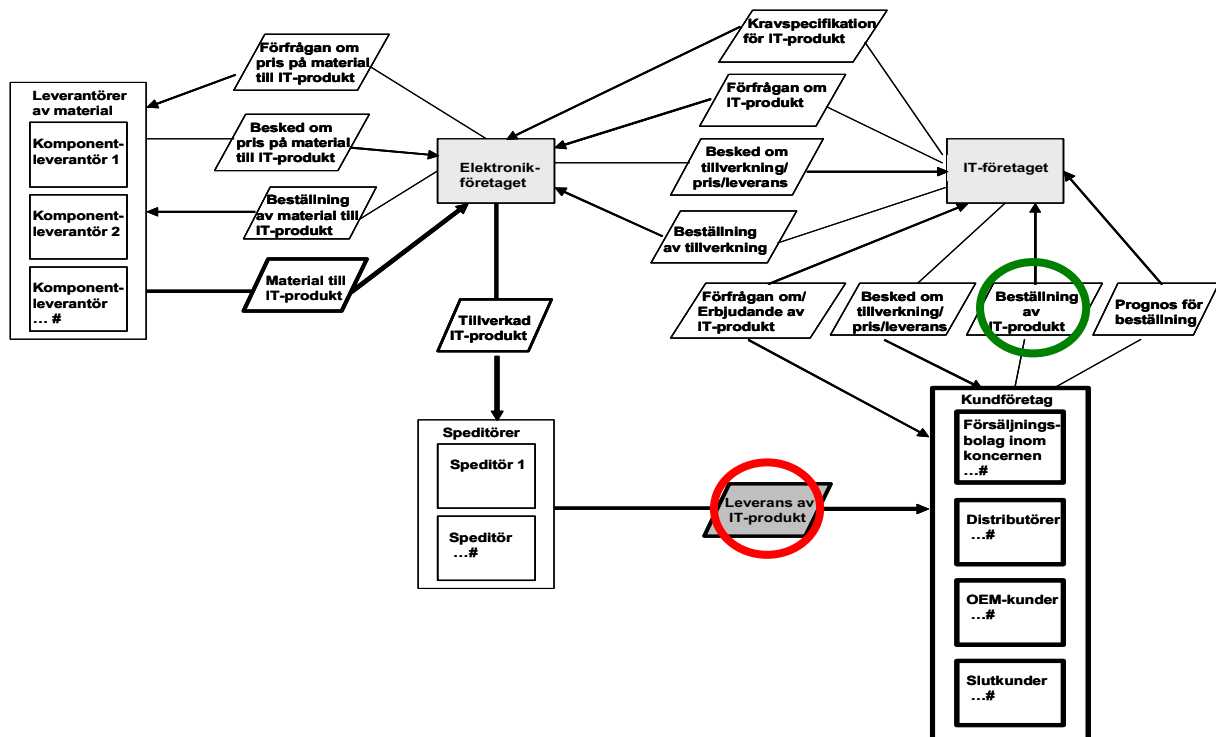 Kravspecifikation
för IT-produkt
Förfrågan om
pris på material
till IT-produkt
Förfrågan om
IT-produkt
Leverantörer
av material
Komponent-
leverantör 1
Komponent-
leverantör 2
Komponent-
leverantör
... #
Besked om
pris på material
till IT-produkt
Elektronik-
företaget
Besked om
tillverkning/
pris/leverans
IT-företaget
Beställning
av material till
IT-produkt
Beställning
av tillverkning
Material till
IT-produkt
Tillverkad
IT-produkt
Förfrågan om/
Erbjudande av
IT-produkt
Besked om
tillverkning/
pris/leverans
Beställning
av
IT-produkt
Prognos för
beställning
Speditörer
Speditör 1
Speditör
...#
Leverans av
IT-produkt
Kundföretag
Försäljnings-
bolag inom
koncernen
...#
Distributörer
...#
OEM-kunder
...#
Slutkunder
...#